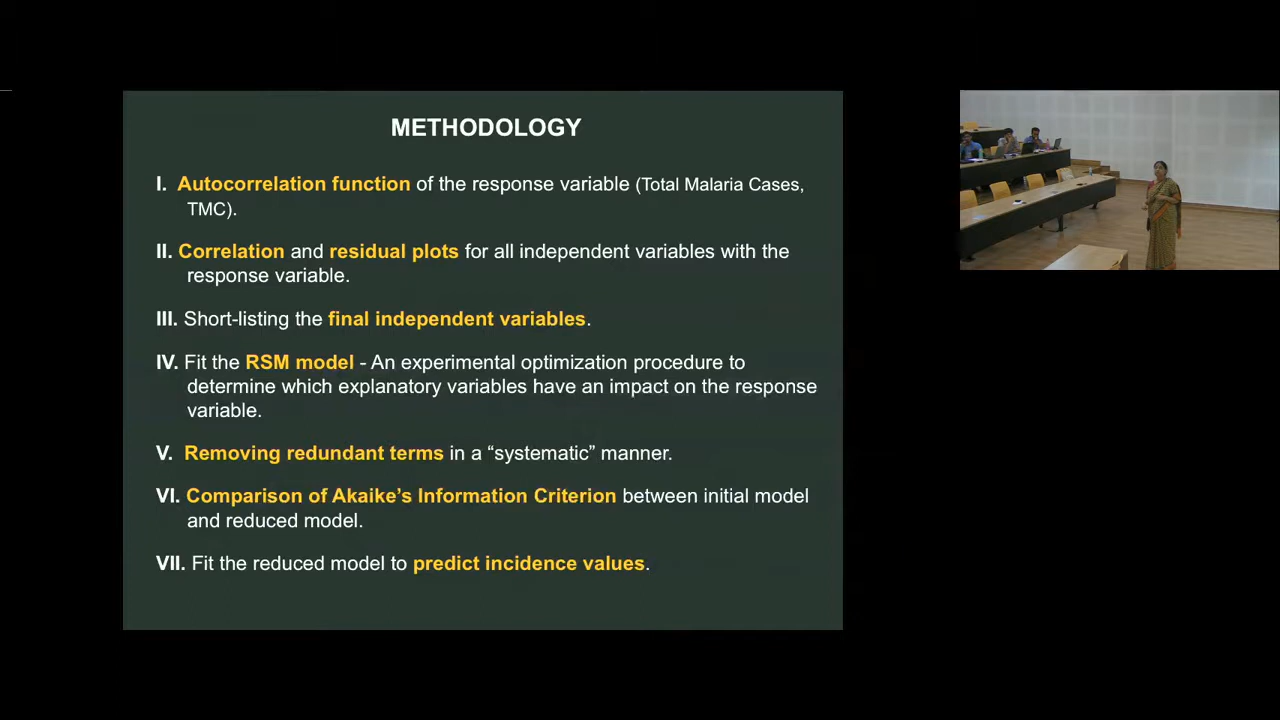 METHODOLOGY
I. Autocorrelation function of the response variable (Total Malaria Cases,
TMC).
II. Correlation and residual plots for all independent variables with the
response variable.
III. Short-listing the final independent variables.
IV. Fit the RSM model - An experimental optimization procedure to
determine which explanatory variables have an impact on the response
variable.
V. Removing redundant terms in a “systematic” manner.
VI. Comparison of Akaike’s Information Criterion between initial model
and reduced model.
VII. Fit the reduced model to predict incidence values.